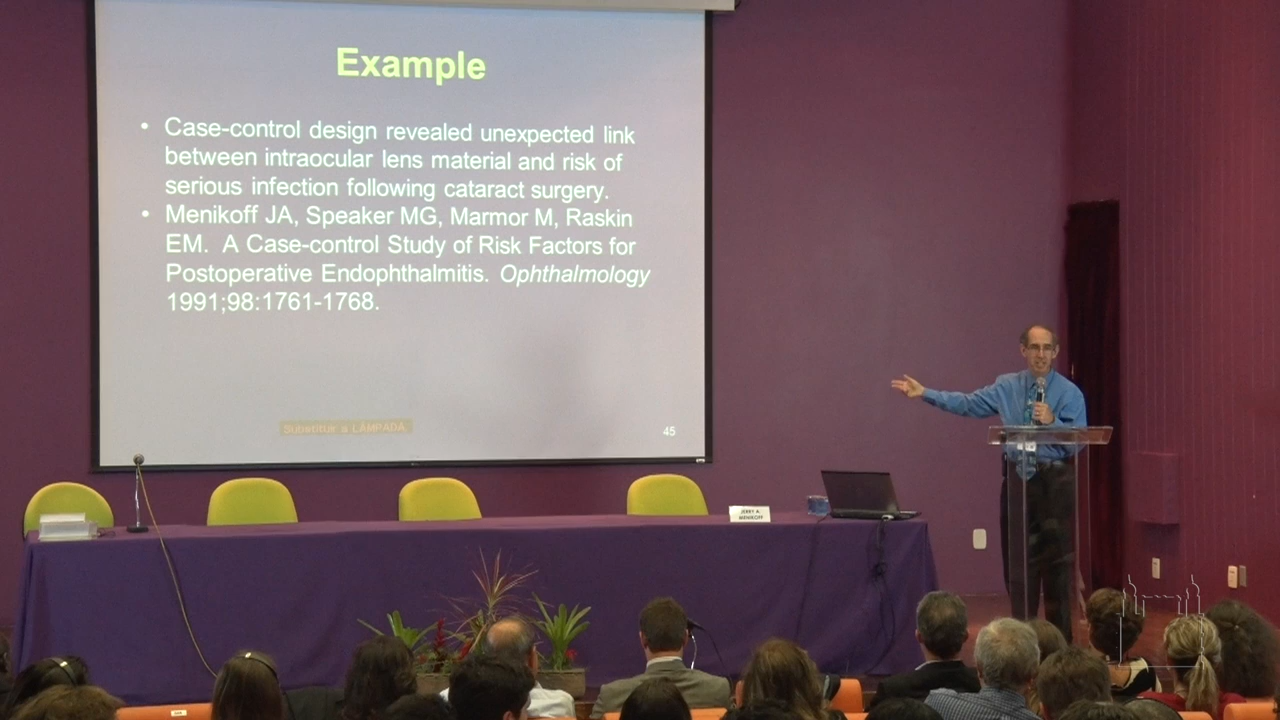 Example
• Case-control design revealed unexpected link
between intraocular lens material and risk of
serious infection following cataract surgery.
• Menikoff JA, Speaker MG, Marmor M, Raskin
EM. A Case-control Study of Risk Factors for
Postoperative Endophthalmitis. Ophthalmology
1991;98:1761-1768.
Substituir a LÂMPADA.
45
JERRY A.
MENIKOFF